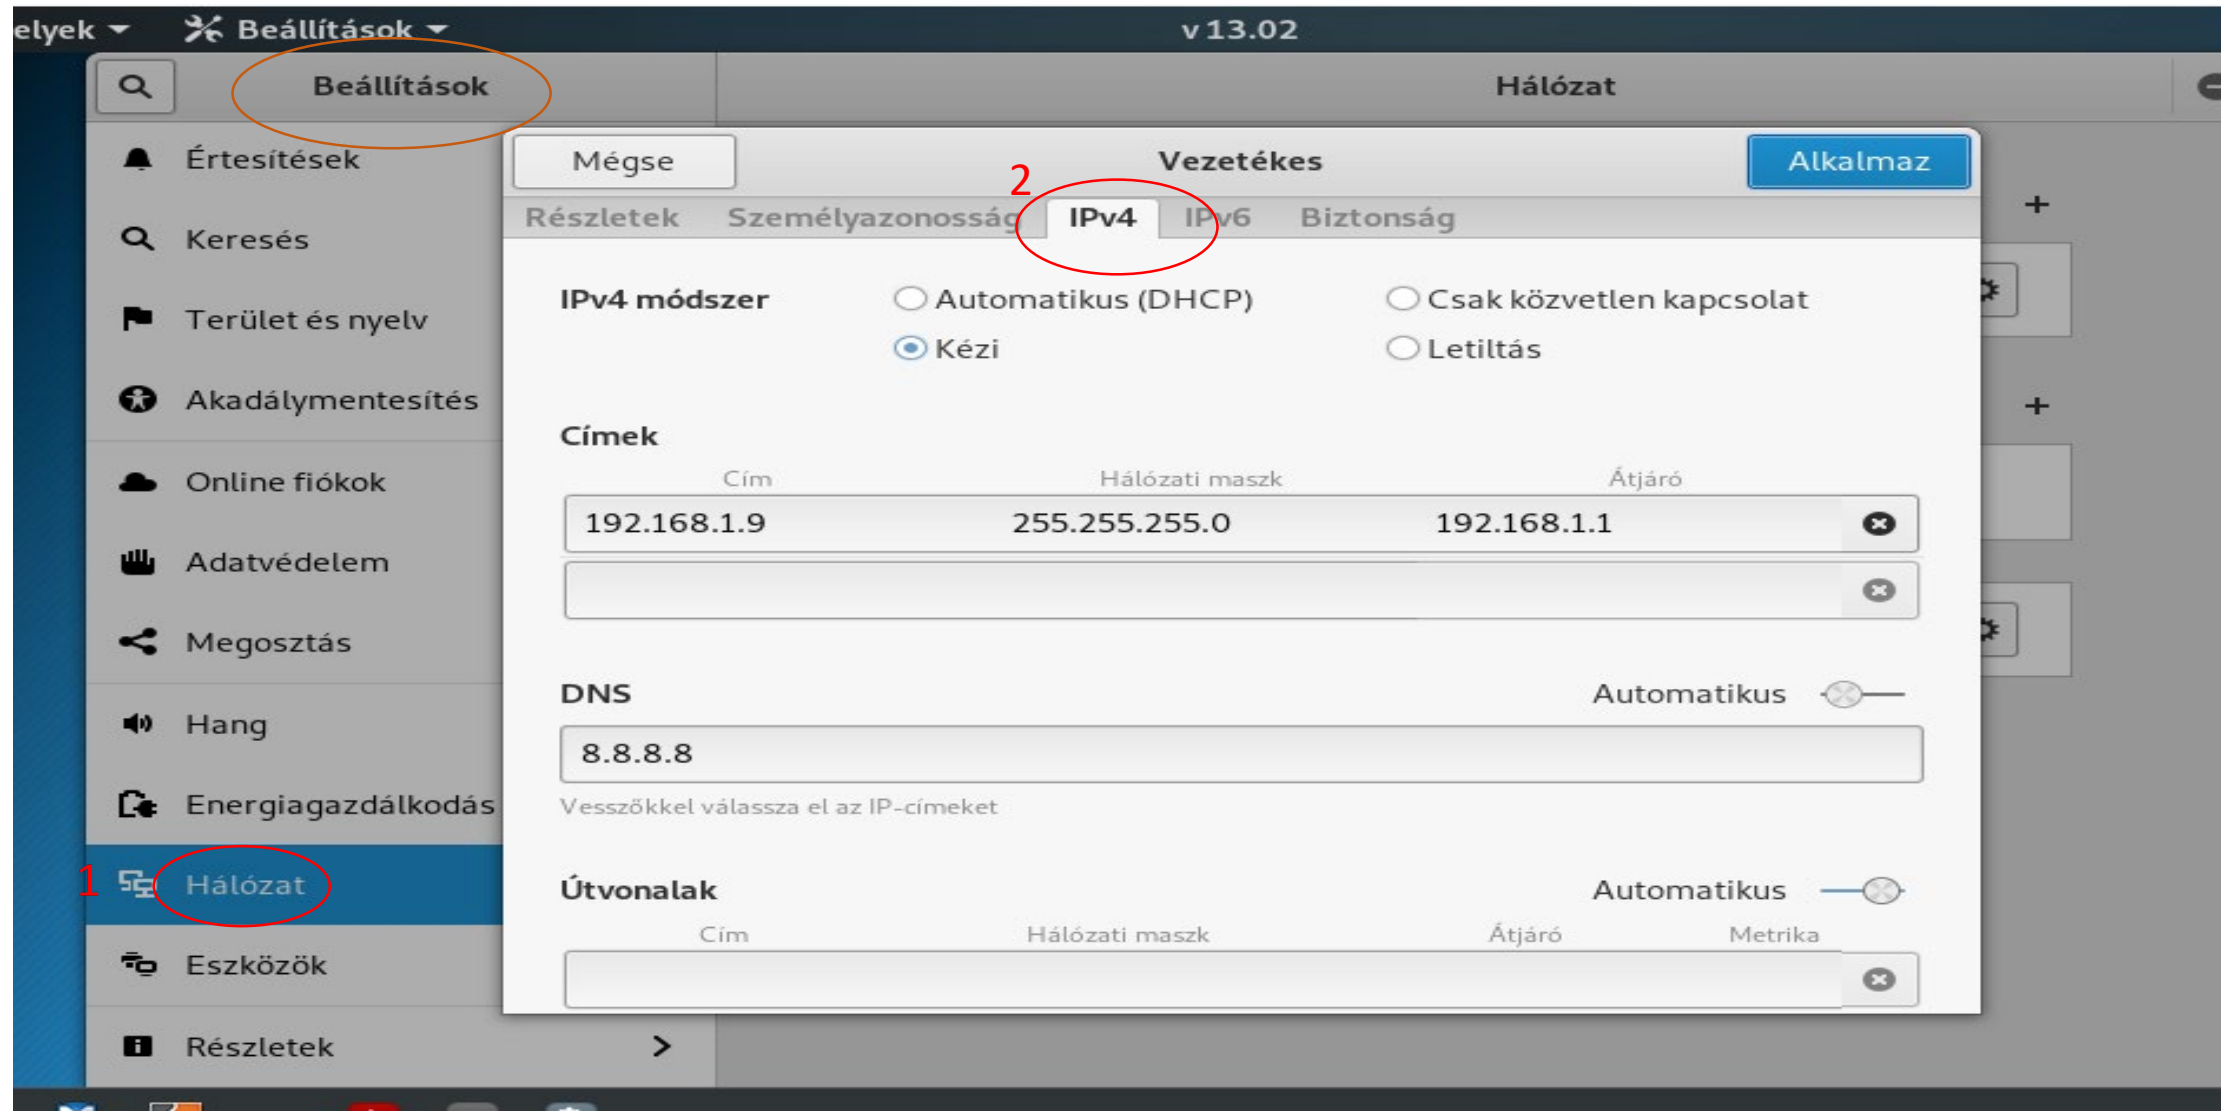 elyek Beállítások v 13.02
Beállítások Hálózat
Értesítések
Keresés
Terület és nyelv
Akadálymentesítés
Online fiókok
Adatvédelem
Megosztás
Hang
Energiagazdálkodás
1 Hálózat
Eszközök
Részletek
Mégse Vezetékes Alkalmaz
2
Részletek Személyazonosság IPv4 IPv6 Biztonság
IPv4 módszer Automatikus (DHCP) Csak közvetlen kapcsolat
Kézi Letiltás
Címek
Cím Hálózati maszk Átjáró
192.168.1.9 255.255.255.0 192.168.1.1
DNS Automatikus
8.8.8.8
Vesszőkkel válassza el az IP-címeket
Útvonalak Automatikus
Cím Hálózati maszk Átjáró Metrika